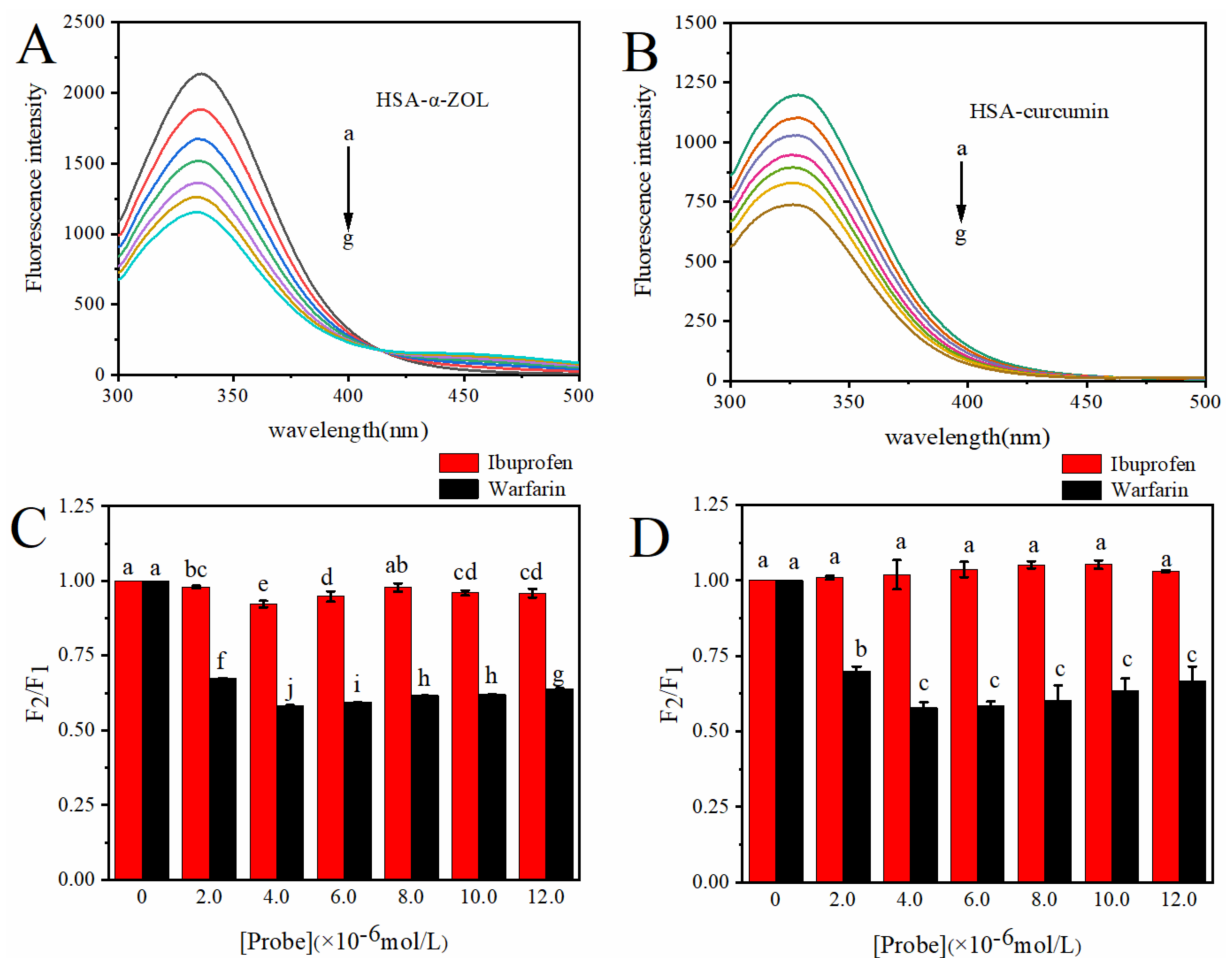 A
Fluorescence intensity
2500
2000
1500
1000
500
0
HSA-α-ZOL
a
g
300
350
400
450
500
wavelength(nm)
B
Fluorescence intensity
1500
1250
1000
750
500
250
0
HSA-curcumin
a
g
300
350
400
450
500
wavelength(nm)
C
Ibuprofen
Warfarin
F2/F1
1.25
1.00
0.75
0.50
0.25
0.00
a a bc f e j d i ab h cd h cd g
0 2.0 4.0 6.0 8.0 10.0 12.0
[Probe](×10-6mol/L)
D
Ibuprofen
Warfarin
F2/F1
1.25
1.00
0.75
0.50
0.25
0.00
a a a b a c a c a c a c a c
0 2.0 4.0 6.0 8.0 10.0 12.0
[Probe](×10-6mol/L)